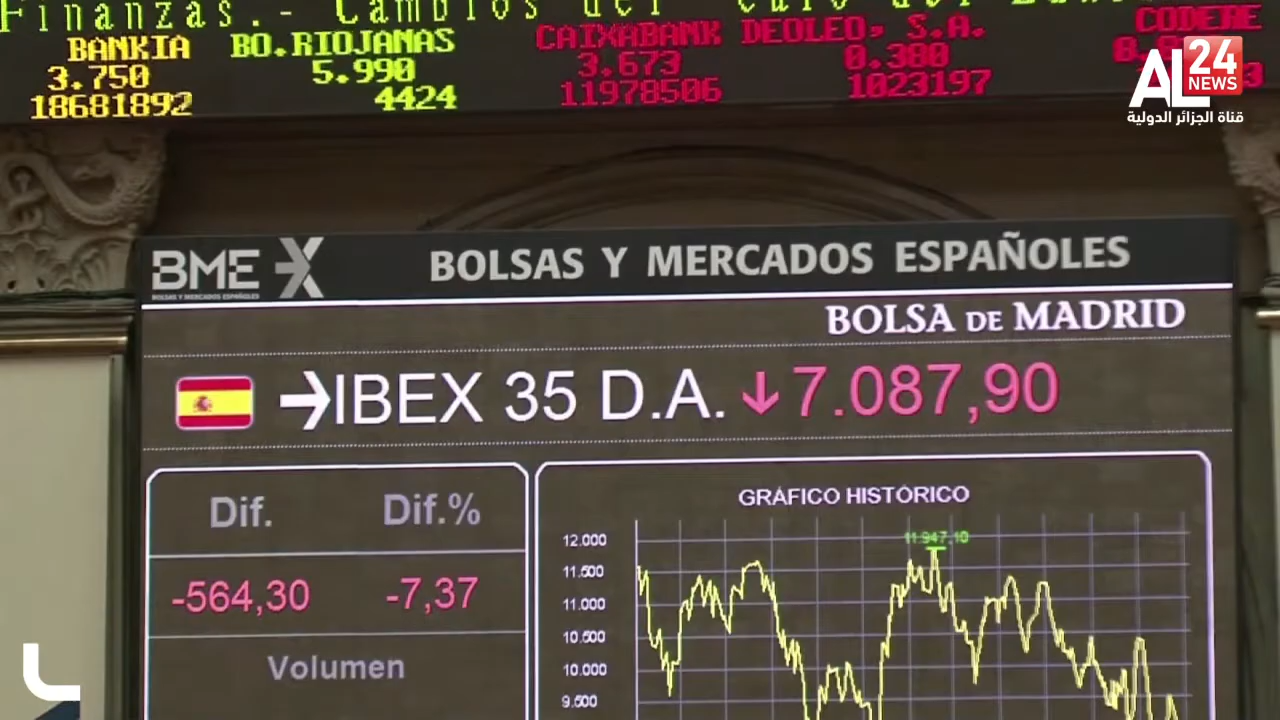 Finanzas.- Cambios del
BANKIA BO.RIOJANAS CAIXABANK DEOLEO, S.A. CODERE
3.750 5.990 3.673 0.380
18681892 4424 11978506 1023197
AL 24 NEWS
قناة الجزائر الدولية
BME X BOLSAS Y MERCADOS ESPAÑOLES
BOLSAS Y MERCADOS ESPAÑOLES
BOLSA DE MADRID
→IBEX 35 D.A. ↓7.087,90
Dif. Dif.%
-564,30 -7,37
Volumen
GRÁFICO HISTÓRICO
11.947,10
12.000
11.500
11.000
10.500
10.000
9.500